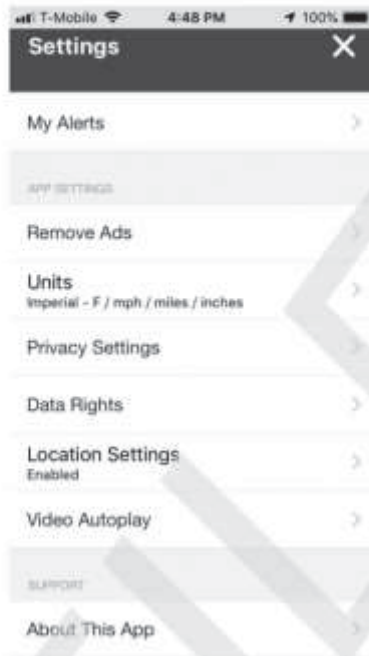 T-Mobile 4:48 PM 100%
Settings
My Alerts
APP SETTINGS
Remove Ads
Units
Imperial - F / mph / miles / inches
Privacy Settings
Data Rights
Location Settings
Enabled
Video Autoplay
SUPPORT
About This App